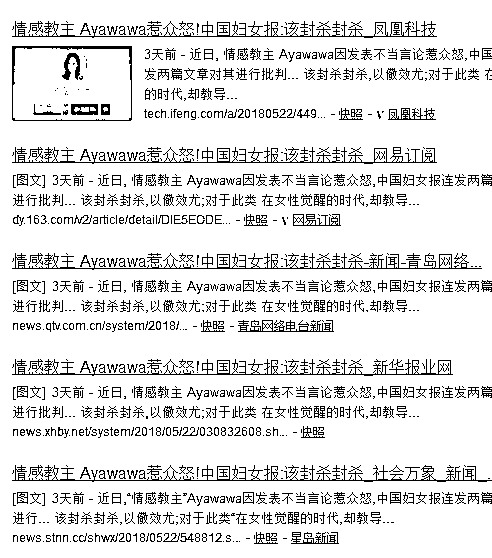 情感教主 Ayawawa惹众怒!中国妇女报:该封杀封杀_凤凰科技
3天前 - 近日, 情感教主 Ayawawa因发表不当言论惹众怒,中国
发两篇文章对其进行批判... 该封杀封杀,以儆效尤;对于此类 在
的时代,却教导...
tech.ifeng.com/a/20180522/449... - 快照 - V 凤凰科技
情感教主 Ayawawa惹众怒!中国妇女报:该封杀封杀_网易订阅
[图文] 3天前 - 近日, 情感教主 Ayawawa因发表不当言论惹众怒,中国妇女报连发两篇
进行批判... 该封杀封杀,以儆效尤;对于此类 在女性觉醒的时代,却教导...
dy.163.com/v2/article/detail/DIE5EODE... - 快照 - V 网易订阅
情感教主 Ayawawa惹众怒!中国妇女报:该封杀封杀-新闻-青岛网络...
[图文] 3天前 - 近日, 情感教主 Ayawawa因发表不当言论惹众怒,中国妇女报连发两篇
进行批判... 该封杀封杀,以儆效尤;对于此类 在女性觉醒的时代,却教导...
news.qtv.com.cn/system/2018/... - 快照 - 青岛网络电台新闻
情感教主 Ayawawa惹众怒!中国妇女报:该封杀封杀_新华报业网
[图文] 3天前 - 近日, 情感教主 Ayawawa因发表不当言论惹众怒,中国妇女报连发两篇
进行批判... 该封杀封杀,以儆效尤;对于此类 在女性觉醒的时代,却教导...
news.xhby.net/system/2018/05/22/030832608.sh... - 快照
情感教主 Ayawawa惹众怒!中国妇女报:该封杀封杀_社会万象_新闻_.
[图文] 3天前 - 近日,“情感教主”Ayawawa因发表不当言论惹众怒,中国妇女报连发两篇
进行... 该封杀封杀,以儆效尤;对于此类“在女性觉醒的时代,却教导...
news.stnn.cc/shwx/2018/0522/548812.s... - 快照 - 星岛新闻